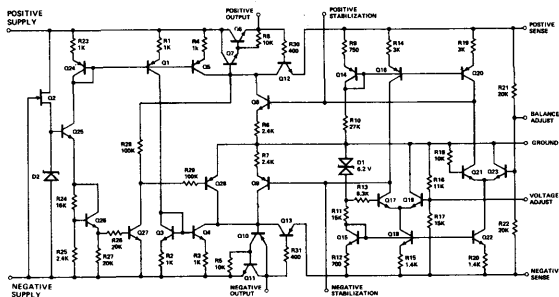 POSITIVE OUTPUT
POSITIVE STABILIZATION
POSITIVE SUPPLY
POSITIVE SENSE
R23 1K
R1 1K
R4 1k
Q6
R8 10K
R30 400
R9 750
R14 3K
R19 3K
Q24
Q1
Q5
Q7
Q12
Q14
Q16
Q20
R21 20K
Q2
Q8
BALANCE ADJUST
Q25
R28 100K
R6 2.4K
R10 27K
GROUND
D2
R29 100K
R7 2.4K
D1 6.2 V
R18 10K
Q21
Q23
Q28
R16 11K
R24 16K
Q9
R13 6.3K
Q17
Q19
VOLTAGE ADJUST
Q26
R11 15K
R17 15K
R26 20K
Q27
Q3
Q4
Q10
Q13
Q15
Q18
Q22
R22 20K
R25 2.4K
R27 20K
R2 1K
R3 1K
R5 10K
R31 400
R12 700
R15 1.4K
R20 1.4K
Q11
NEGATIVE SUPPLY
NEGATIVE SENSE
NEGATIVE OUTPUT
NEGATIVE STABILIZATION